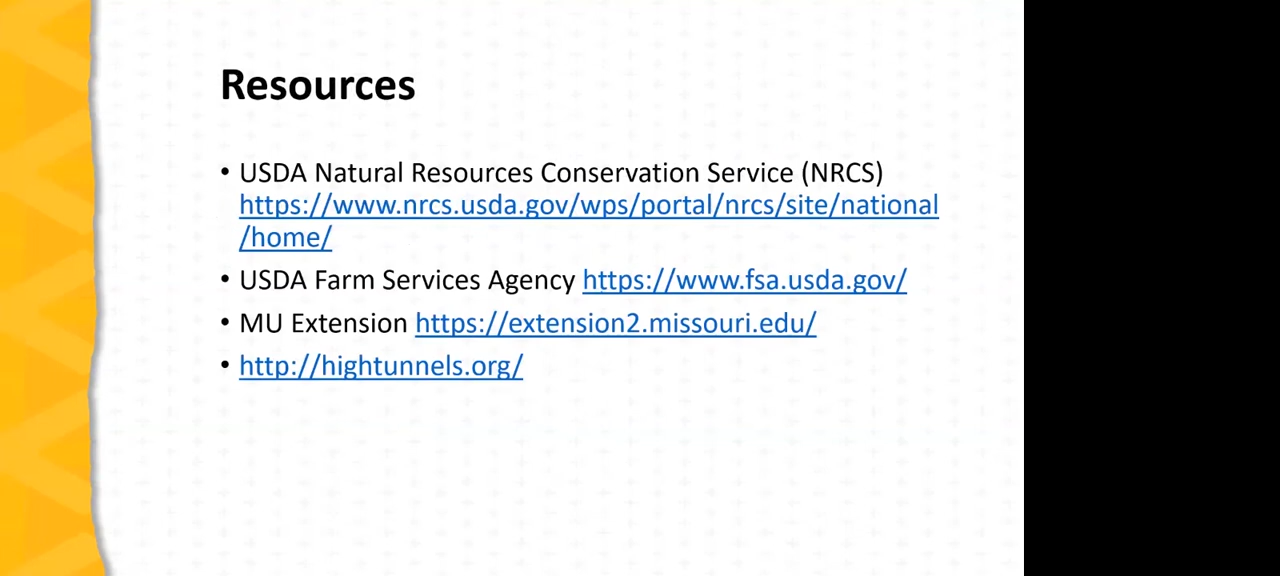 Resources
• USDA Natural Resources Conservation Service (NRCS)
https://www.nrcs.usda.gov/wps/portal/nrcs/site/national
/home/
• USDA Farm Services Agency https://www.fsa.usda.gov/
• MU Extension https://extension2.missouri.edu/
• http://hightunnels.org/